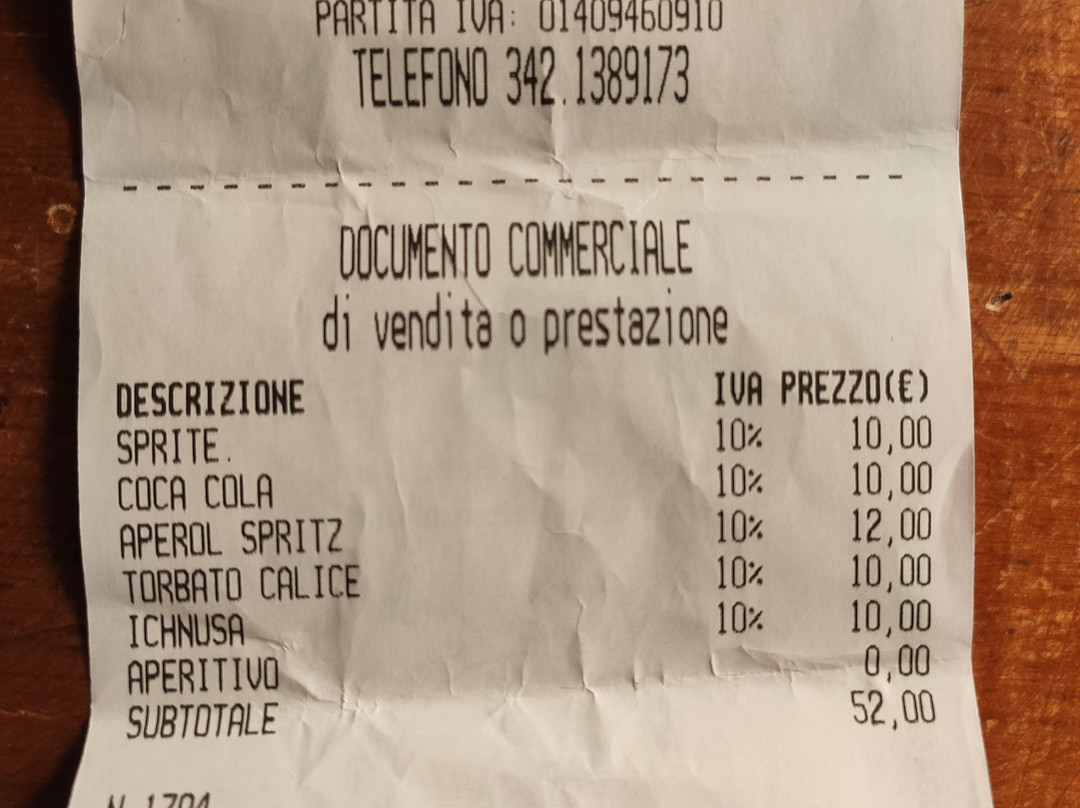 PARTITA IVA: 01409460910
TELEFONO 342.1389173
DOCUMENTO COMMERCIALE
di vendita o prestazione
DESCRIZIONE IVA PREZZO(€)
SPRITE. 10% 10,00
COCA COLA 10% 10,00
APEROL SPRITZ 10% 12,00
TORBATO CALICE 10% 10,00
ICHNUSA 10% 10,00
APERITIVO 0,00
SUBTOTALE 52,00